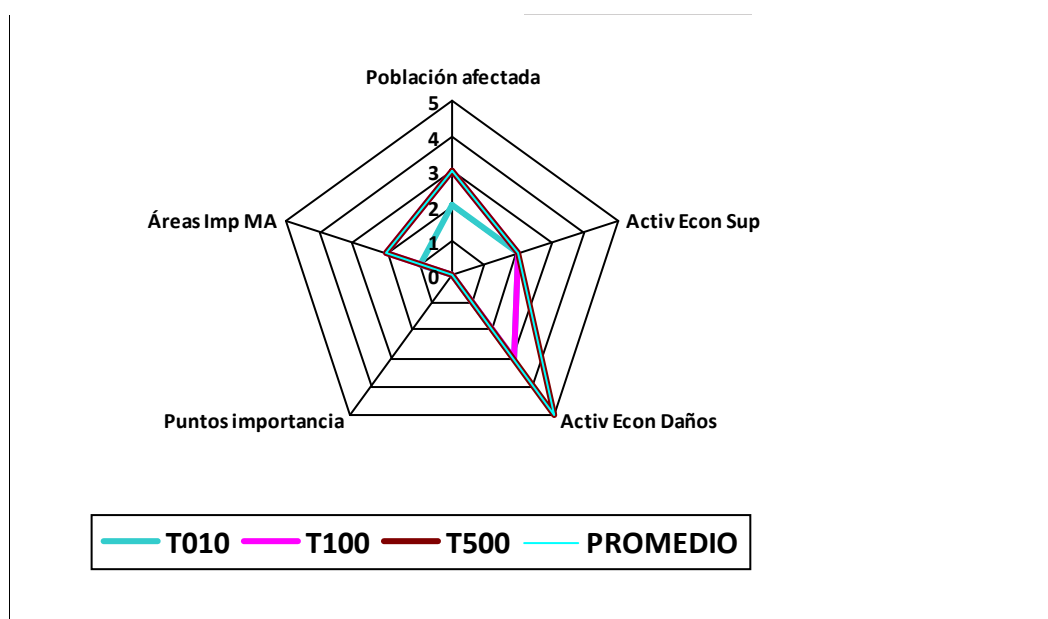 Población afectada
5
4
3
2
1
0
Áreas Imp MA
Activ Econ Sup
Puntos importancia
Activ Econ Daños
T010 T100 T500 PROMEDIO